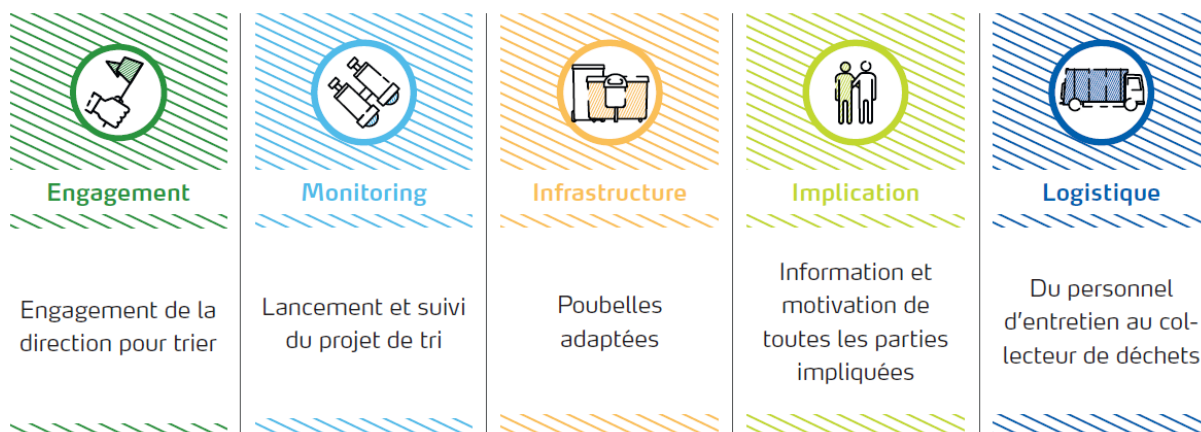 Engagement
Engagement de la
direction pour trier
Monitoring
Lancement et suivi
du projet de tri
Infrastructure
Poubelles
adaptées
Implication
Information et
motivation de
toutes les parties
impliquées
Logistique
Du personnel
d'entretien au col-
lecteur de déchets